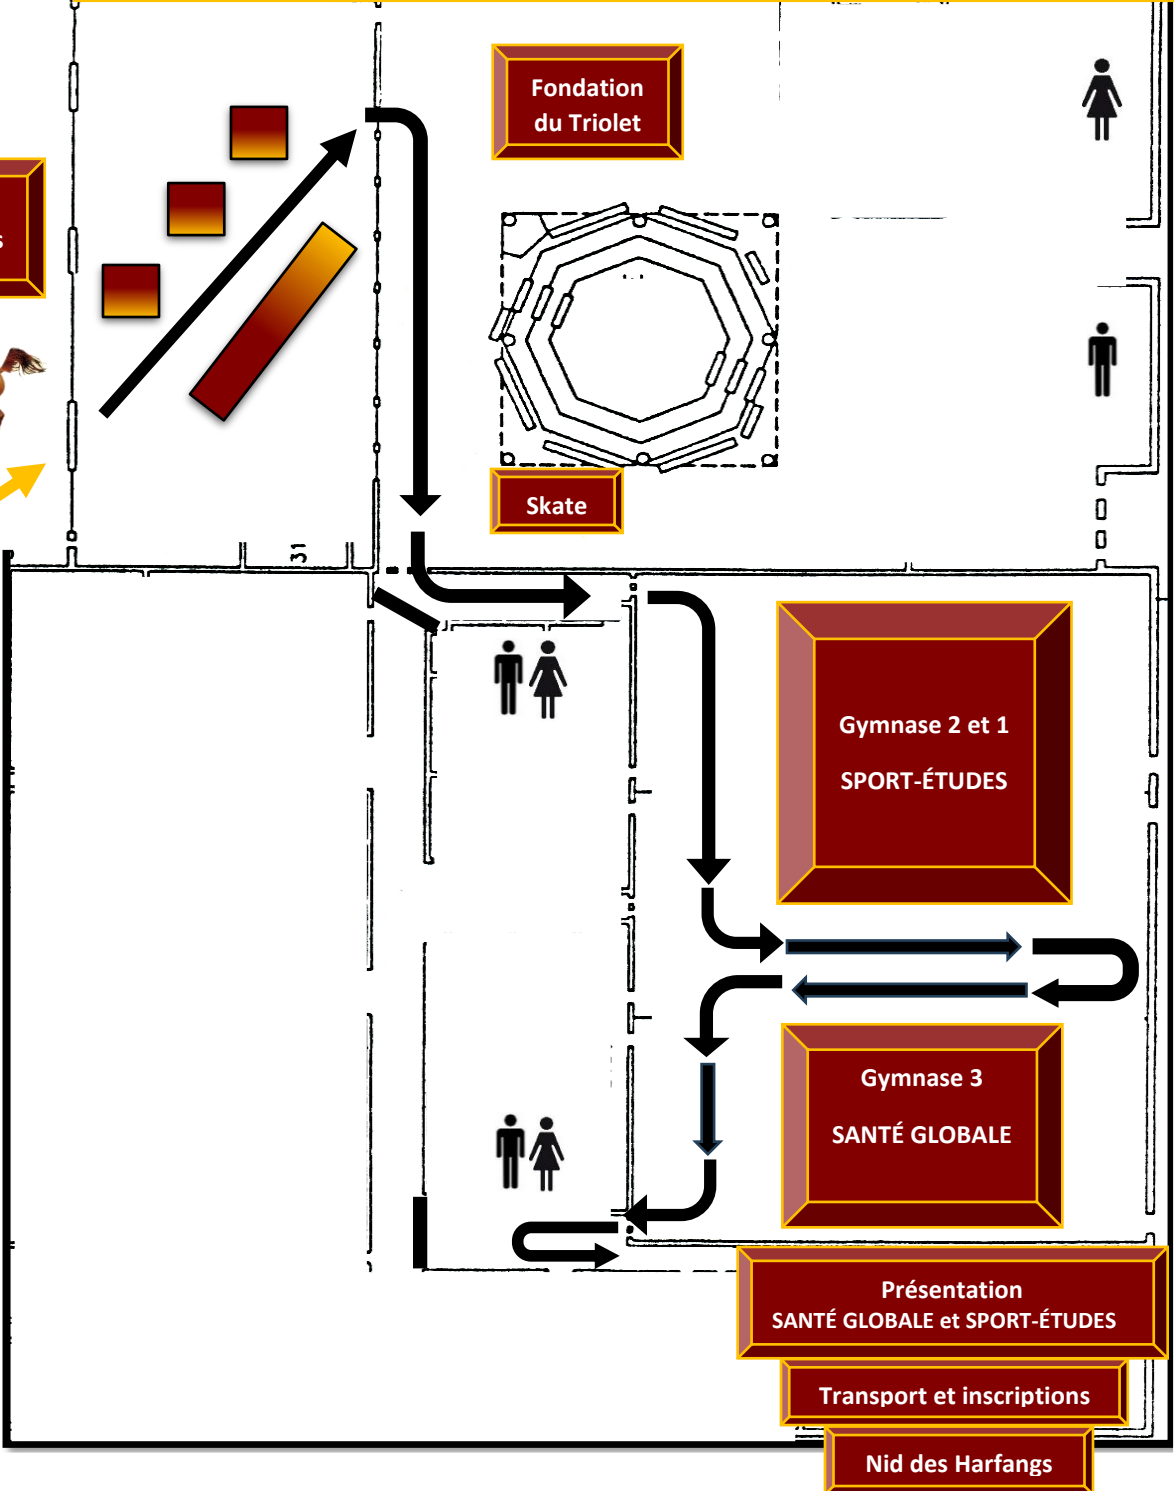 Fondation
du Triolet
s
Skate
31
Gymnase 2 et 1
SPORT-ÉTUDES
Gymnase 3
SANTÉ GLOBALE
Présentation
SANTÉ GLOBALE et SPORT-ÉTUDES
Transport et inscriptions
Nid des Harfangs